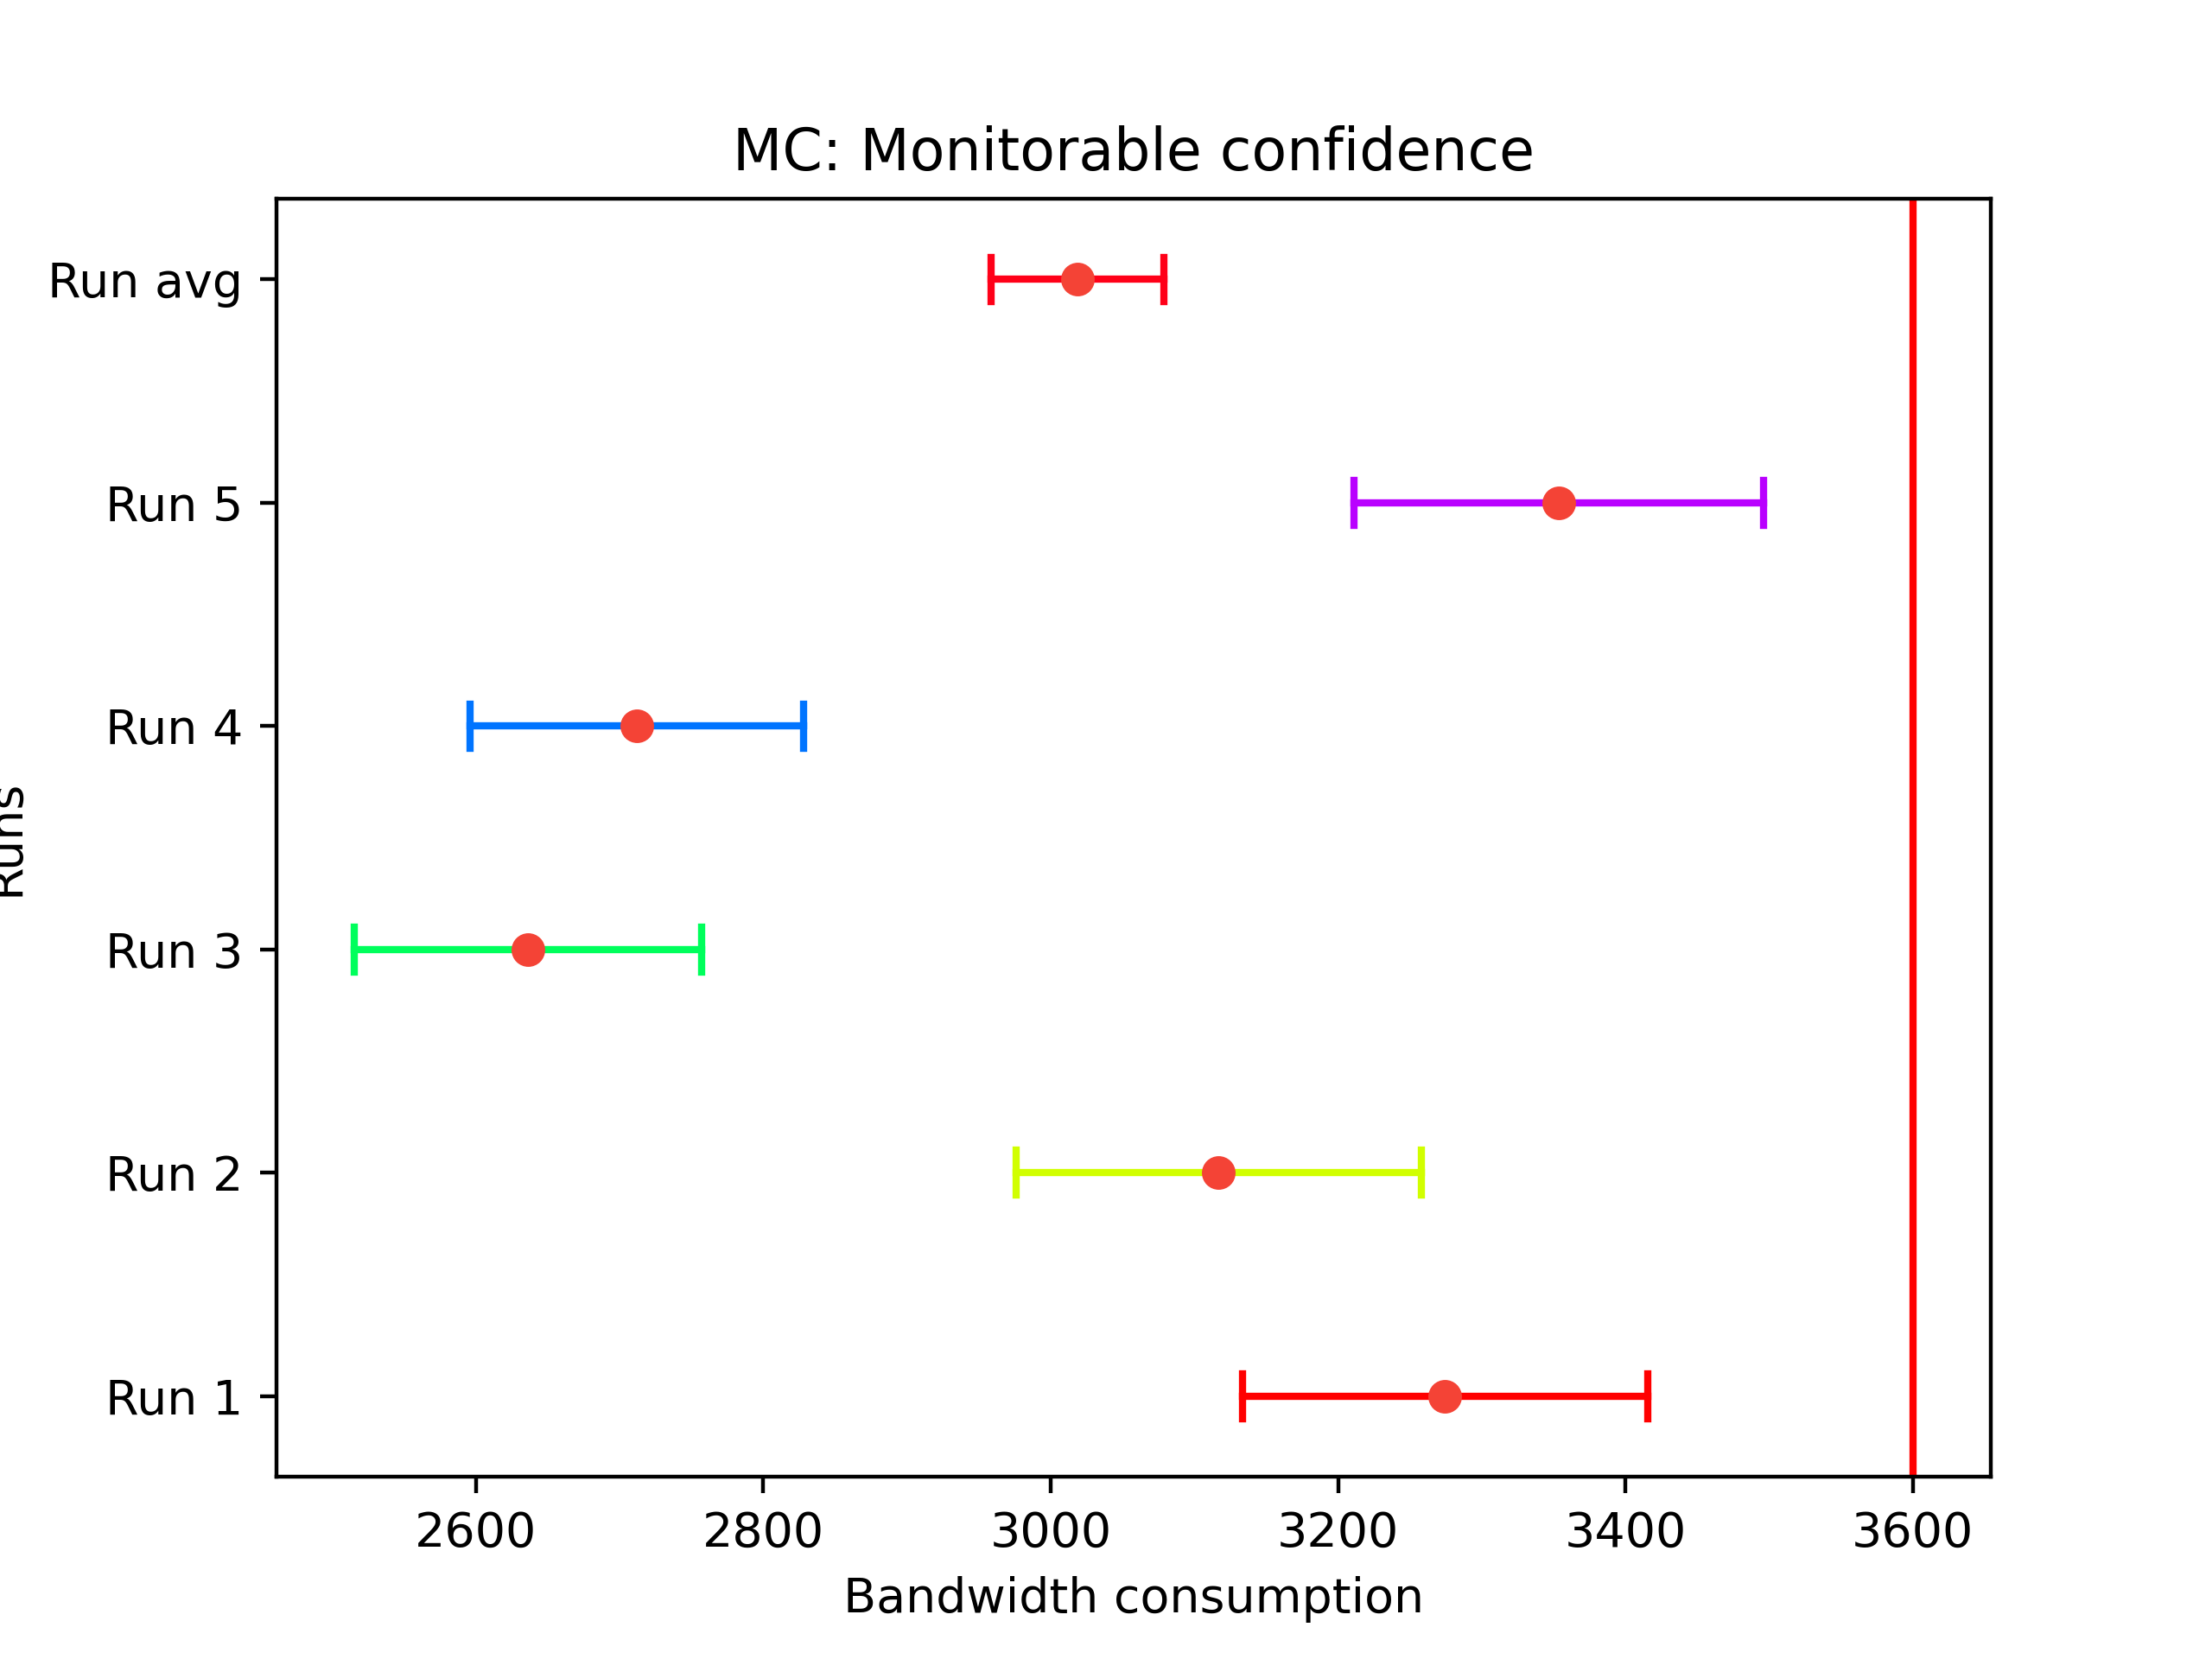 MC: Monitorable confidence
Run avg
Run 5
Run 4
Run 3
Run 2
Run 1
Runs
2600 2800 3000 3200 3400 3600
Bandwidth consumption